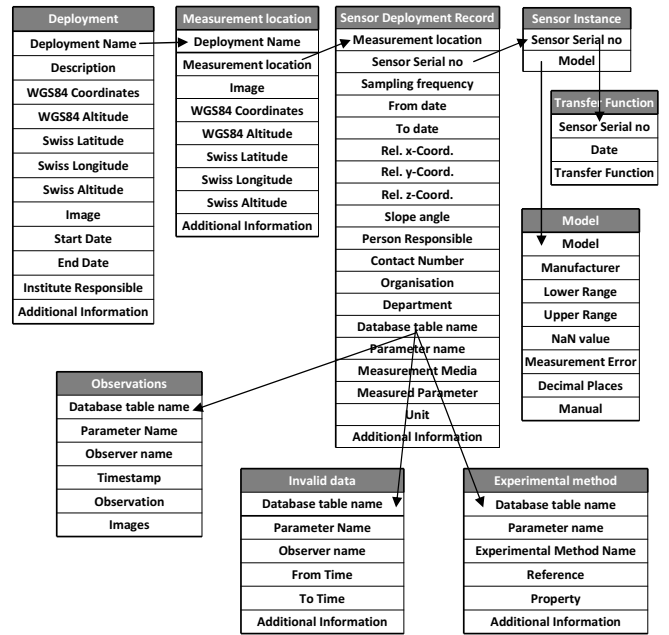 Deployment
Deployment Name
Description
WGS84 Coordinates
WGS84 Altitude
Swiss Latitude
Swiss Longitude
Swiss Altitude
Image
Start Date
End Date
Institute Responsible
Additional Information
Measurement location
Deployment Name
Measurement location
Image
WGS84 Coordinates
WGS84 Altitude
Swiss Latitude
Swiss Longitude
Swiss Altitude
Additional Information
Sensor Deployment Record
Measurement location
Sensor Serial no
Sampling frequency
From date
To date
Rel. x-Coord.
Rel. y-Coord.
Rel. z-Coord.
Slope angle
Person Responsible
Contact Number
Organisation
Department
Database table name
Parameter name
Measurement Media
Measured Parameter
Unit
Additional Information
Sensor Instance
Sensor Serial no
Model
Transfer Function
Sensor Serial no
Date
Transfer Function
Model
Model
Manufacturer
Lower Range
Upper Range
NaN value
Measurement Error
Decimal Places
Manual
Observations
Database table name
Parameter Name
Observer name
Timestamp
Observation
Images
Invalid data
Database table name
Parameter Name
Observer name
From Time
To Time
Additional Information
Experimental method
Database table name
Parameter name
Experimental Method Name
Reference
Property
Additional Information